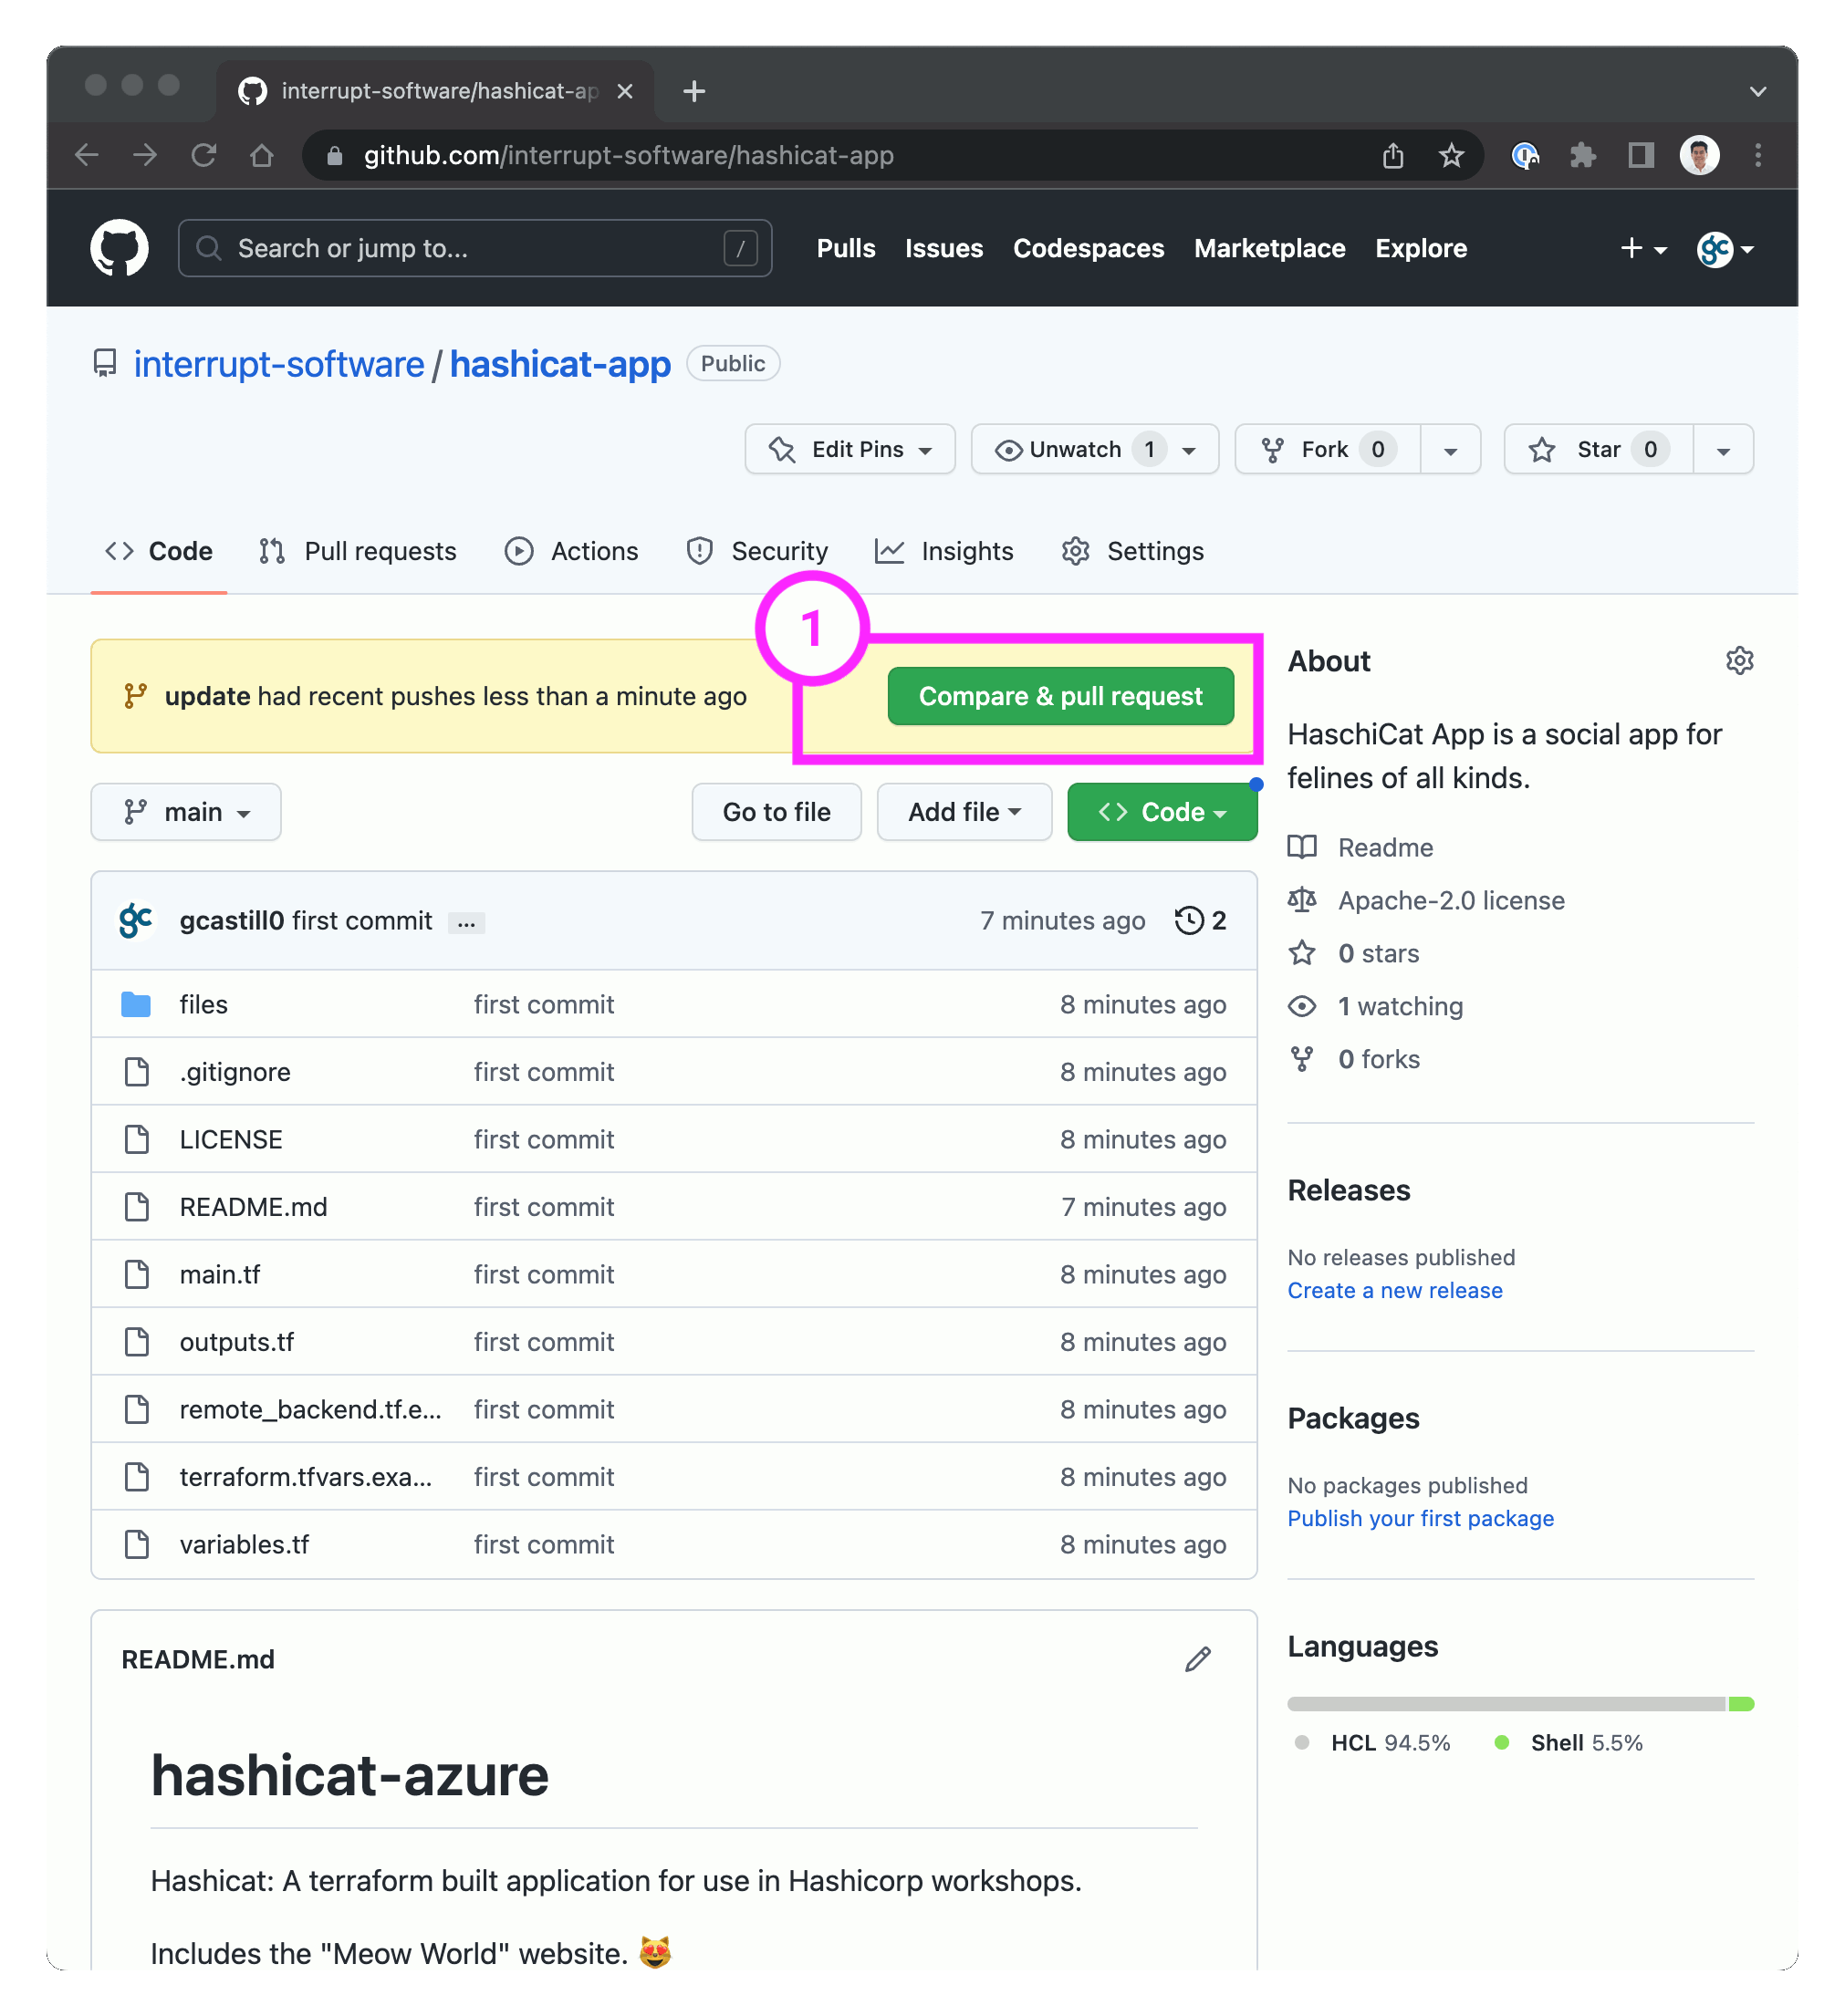 interrupt-software/hashicat-ap
github.com/interrupt-software/hashicat-app
Search or jump to... /
Pulls Issues Codespaces Marketplace Explore
gc
interrupt-software / hashicat-app Public
Edit Pins Unwatch 1 Fork 0 Star 0
Code Pull requests Actions Security Insights Settings
1
update had recent pushes less than a minute ago Compare & pull request
main Go to file Add file Code
gc gcastill0 first commit ... 7 minutes ago 2
files first commit 8 minutes ago
.gitignore first commit 8 minutes ago
LICENSE first commit 8 minutes ago
README.md first commit 7 minutes ago
main.tf first commit 8 minutes ago
outputs.tf first commit 8 minutes ago
remote_backend.tf.e... first commit 8 minutes ago
terraform.tfvars.exa... first commit 8 minutes ago
variables.tf first commit 8 minutes ago
README.md
hashicat-azure
Hashicat: A terraform built application for use in Hashicorp workshops.
Includes the "Meow World" website. 😻
About
HaschiCat App is a social app for
felines of all kinds.
Readme
Apache-2.0 license
0 stars
1 watching
0 forks
Releases
No releases published
Create a new release
Packages
No packages published
Publish your first package
Languages
HCL 94.5% Shell 5.5%